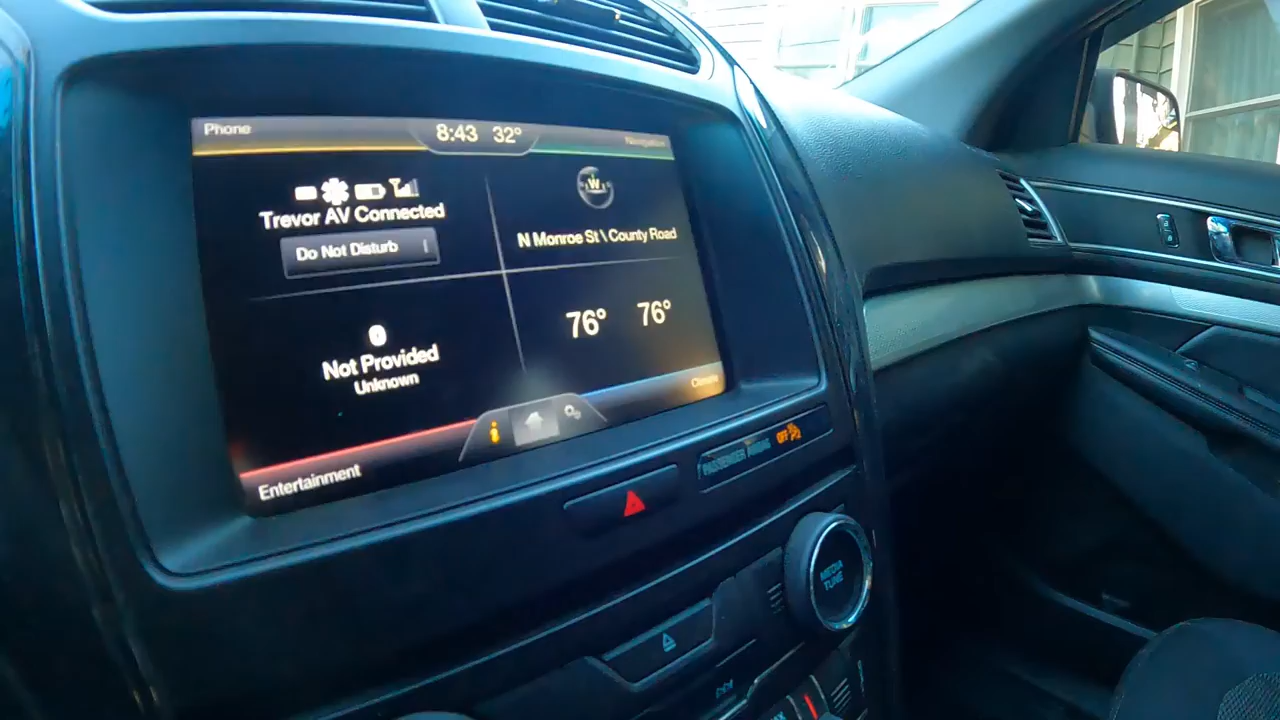 Phone
8:43 32°
Navigation
W
Trevor AV Connected
Do Not Disturb
N Monroe St \ County Road
76° 76°
Not Provided
Unknown
Climate
Entertainment
PASSENGER AIRBAG OFF
MEDIA
TUNE